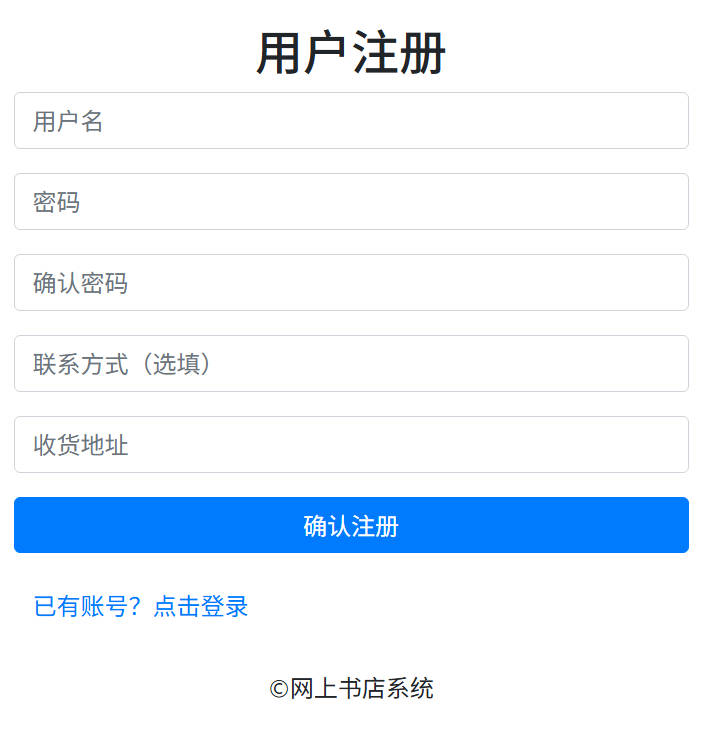 用户注册
用户名
密码
确认密码
联系方式（选填）
收货地址
确认注册
已有账号？点击登录
©网上书店系统